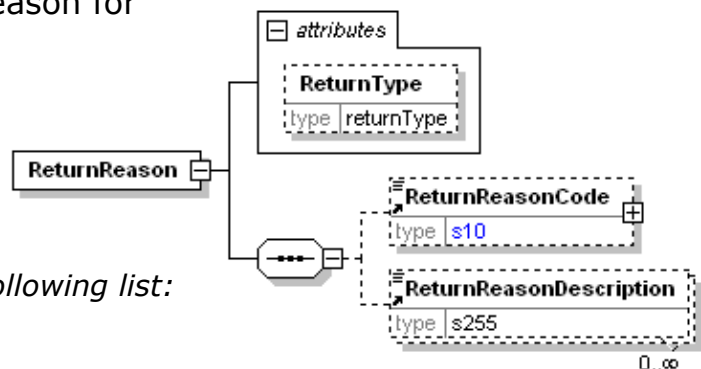 eason for
attributes
ReturnType
type returnType
ReturnReason
ReturnReasonCode
type s10
ollowing list:
ReturnReasonDescription
type s255
0..∞